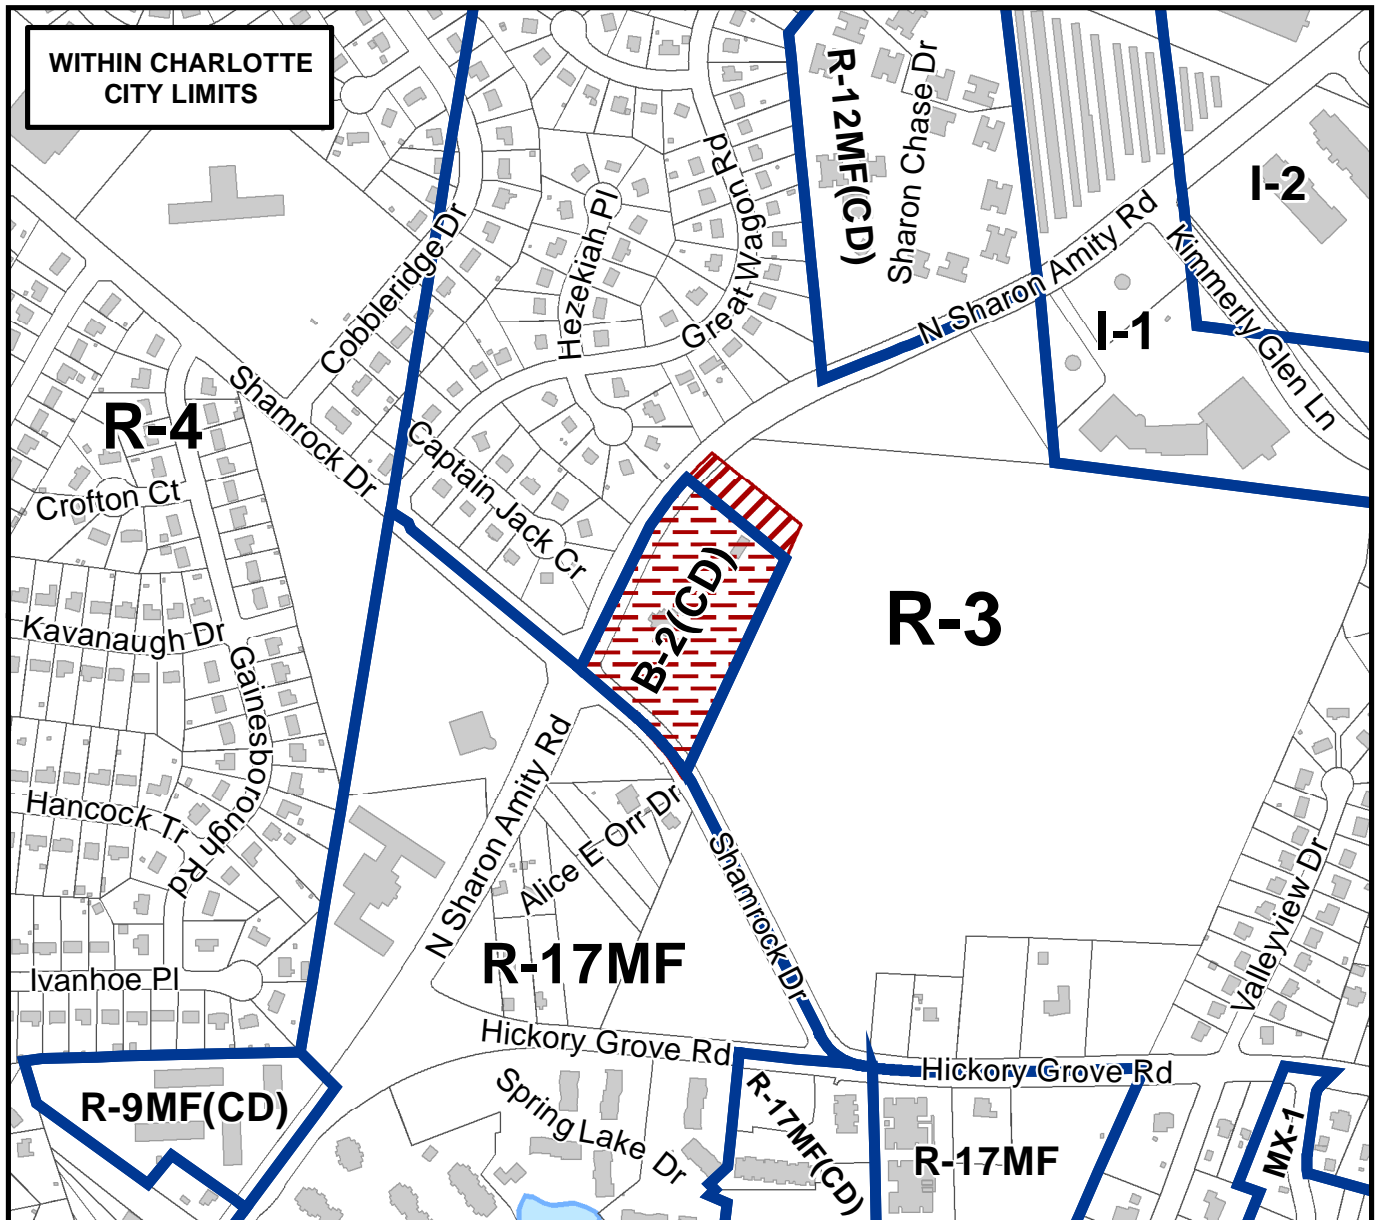 WITHIN CHARLOTTE
CITY LIMITS
R-12MF(CD)
Sharon Chase Dr
I-2
Great Wagon Rd
Hezekiah Pl
Cobbleridge Dr
N Sharon Amity Rd
Kimmerly Glen Ln
I-1
R-4
Shamrock Dr
Captain Jack Cr
Crofton Ct
B-2(CD)
R-3
Kavanaugh Dr
Gainesborough Rd
Hancock Tr
N Sharon Amity Rd
Alice E Orr Dr
Shamrock Dr
Valleyview Dr
R-17MF
Ivanhoe Pl
Hickory Grove Rd
Hickory Grove Rd
R-9MF(CD)
Spring Lake Dr
R-17MF(CD)
R-17MF
MX-1